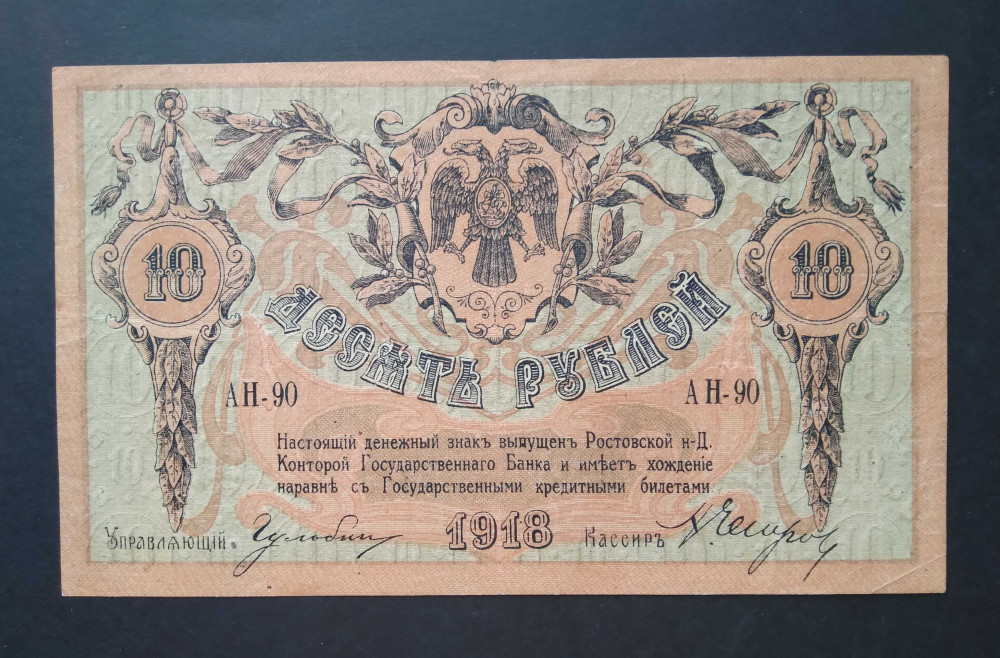 10
10
ДЕСЯТЬ РУБЛЕЙ
АН-90
АН-90
Настоящій денежный знакъ выпущенъ Ростовской н-Д.
Конторой Государственнаго Банка и имѣетъ хожденіе
наравнѣ съ Государственными кредитными билетами.
Управляющій.
1918
Кассиръ